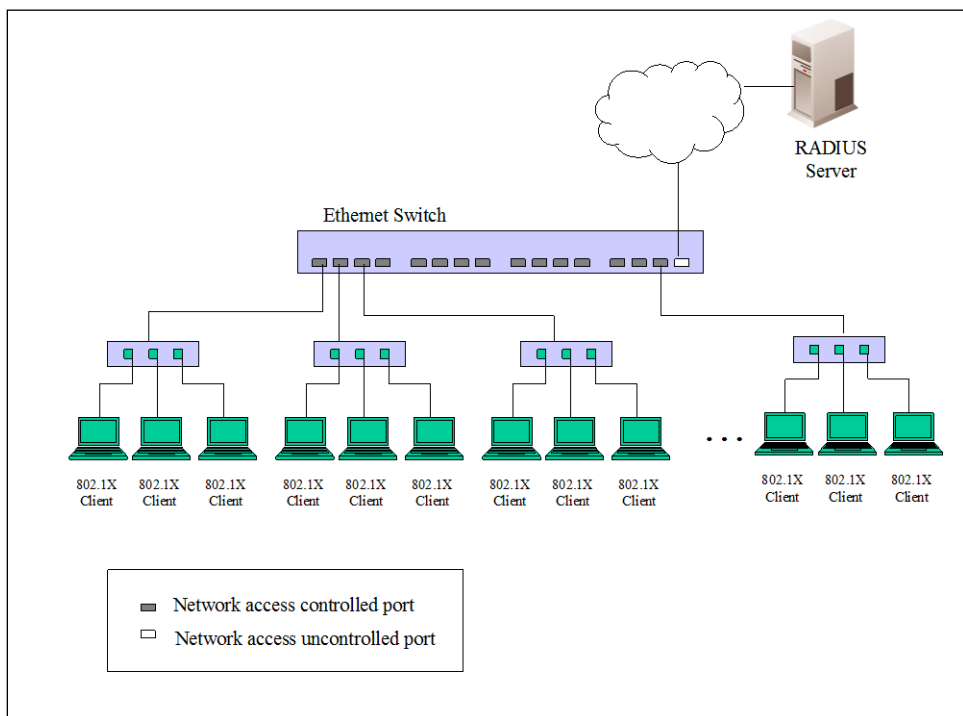 RADIUS
Server
Ethernet Switch
802.1X
Client
802.1X
Client
802.1X
Client
802.1X
Client
802.1X
Client
802.1X
Client
802.1X
Client
802.1X
Client
802.1X
Client
. . .
802.1X
Client
802.1X
Client
802.1X
Client
Network access controlled port
Network access uncontrolled port